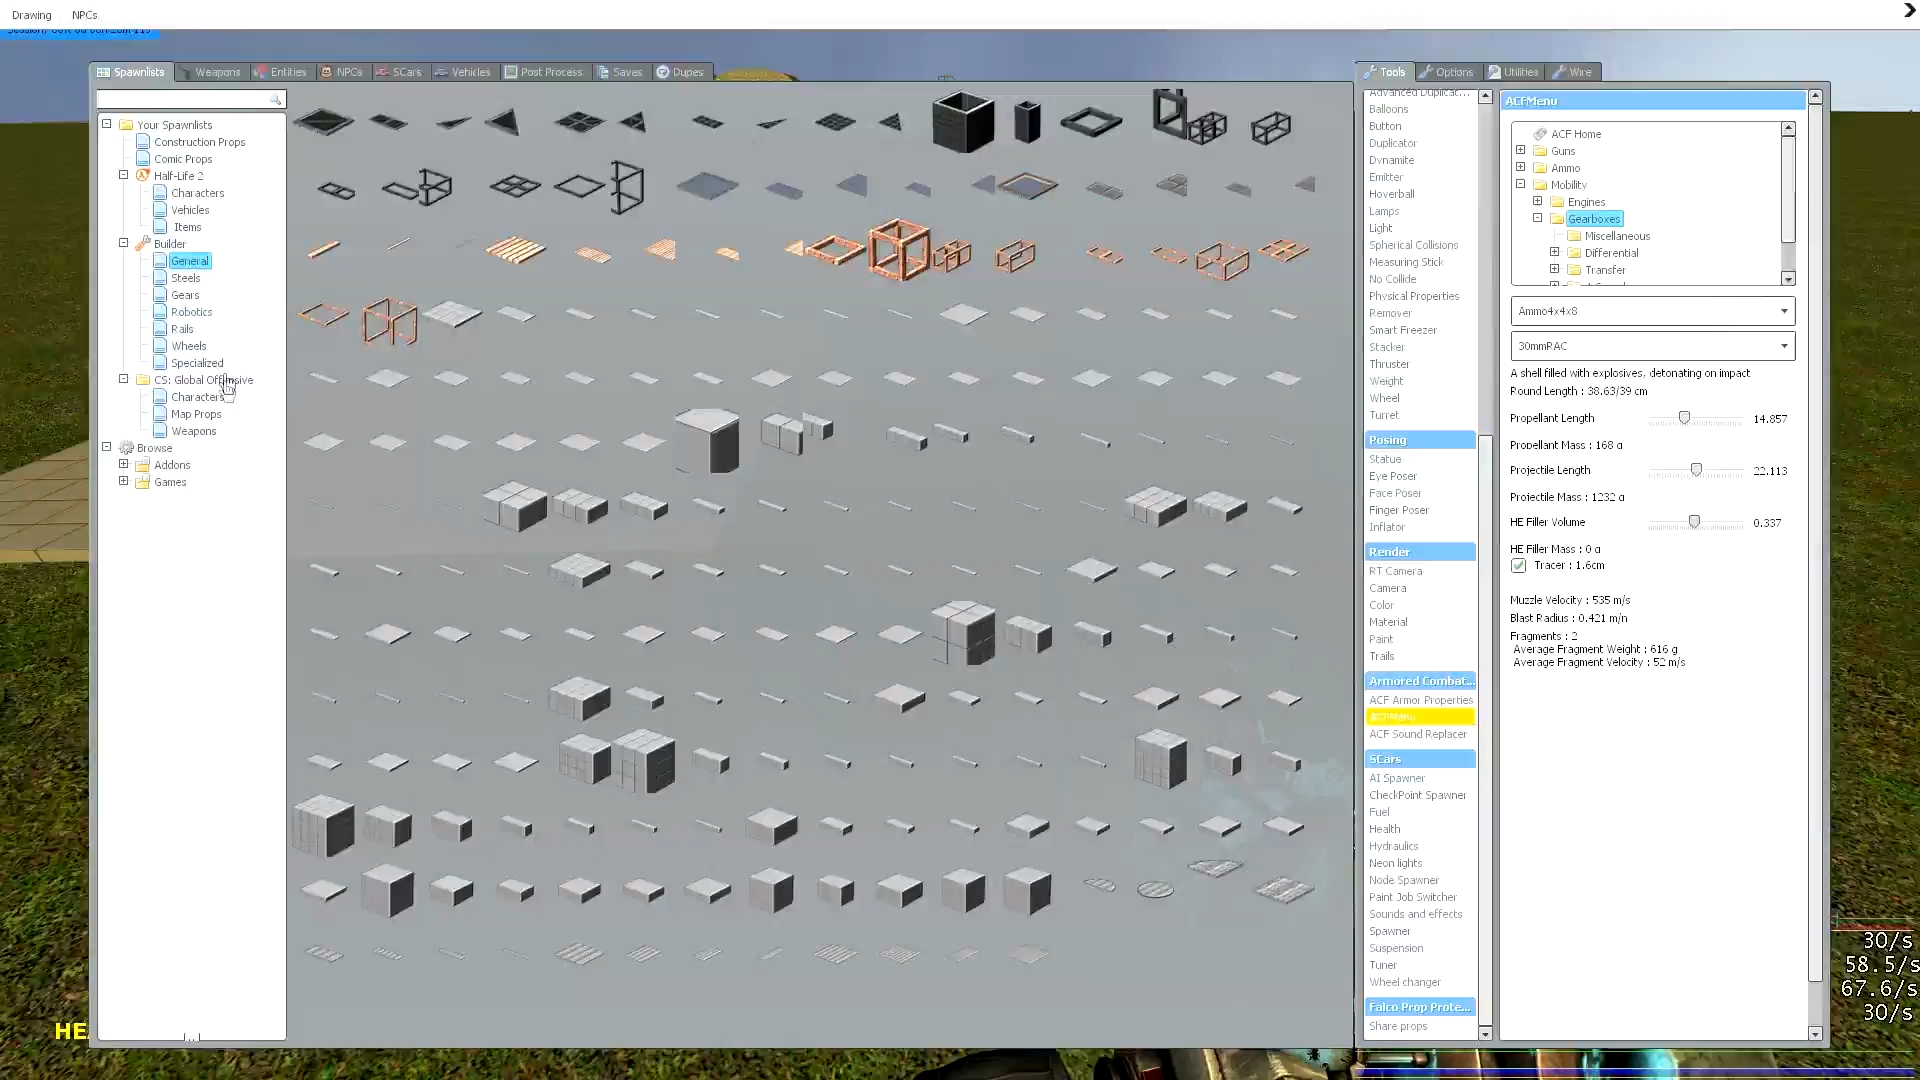 Drawing NPCs
Spawnlists Weapons Entities NPCs SCars Vehicles Post Process Saves Dupes
Your Spawnlists
Construction Props
Comic Props
Half-Life 2
Characters
Vehicles
Items
Builder
General
Steels
Gears
Robotics
Rails
Wheels
Specialized
CS: Global Offensive
Characters
Map Props
Weapons
Browse
Addons
Games
Tools Options Utilities Wire
Advanced Duplicat...
Balloons
Button
Duplicator
Dynamite
Emitter
Hoverball
Lamps
Light
Spherical Collisions
Measuring Stick
No Collide
Physical Properties
Remover
Smart Freezer
Stacker
Thruster
Weight
Wheel
Turret
Posing
Statue
Eye Poser
Face Poser
Finger Poser
Inflator
Render
RT Camera
Camera
Color
Material
Paint
Trails
Armored Combat...
ACF Armor Properties
ACFMenu
ACF Sound Replacer
SCars
AI Spawner
CheckPoint Spawner
Fuel
Health
Hydraulics
Neon lights
Node Spawner
Paint Job Switcher
Sounds and effects
Spawner
Suspension
Tuner
Wheel changer
Falco Prop Prote...
Share props
ACFMenu
ACF Home
Guns
Ammo
Mobility
Engines
Gearboxes
Miscellaneous
Differential
Transfer
Ammo4x4x8
30mmRAC
A shell filled with explosives, detonating on impact
Round Length : 38.63/39 cm
Propellant Length 14.857
Propellant Mass : 168 g
Projectile Length 22.113
Projectile Mass : 1232 g
HE Filler Volume 0.337
HE Filler Mass : 0 g
Tracer : 1.6cm
Muzzle Velocity : 535 m/s
Blast Radius : 0.421 m/n
Fragments : 2
Average Fragment Weight : 616 g
Average Fragment Velocity : 52 m/s
30/s
58.5/s
67.6/s
30/s
HE